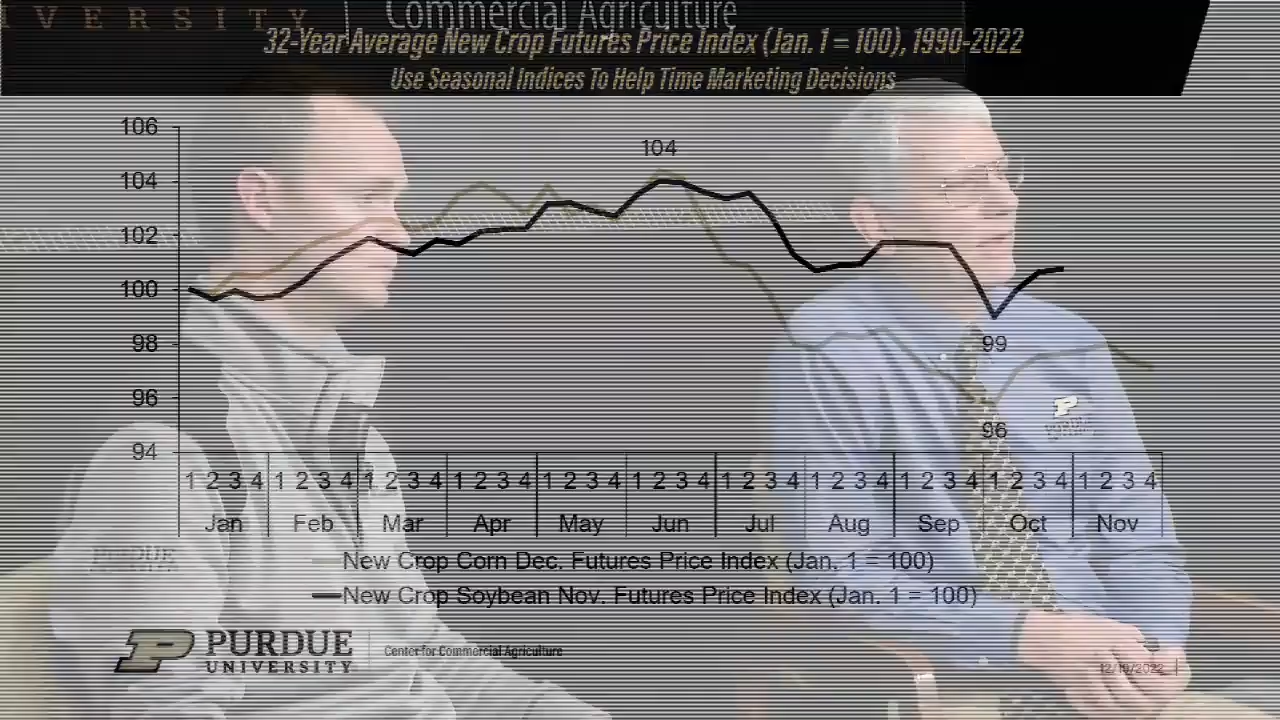 IVERSITY
Commercial Agriculture
32-Year Average New Crop Futures Price Index (Jan. 1 = 100), 1990-2022
Use Seasonal Indices To Help Time Marketing Decisions
106
104
104
102
100
98
99
96
96
94
1 2 3 4 1 2 3 4 1 2 3 4 1 2 3 4 1 2 3 4 1 2 3 4 1 2 3 4 1 2 3 4 1 2 3 4 1 2 3 4 1 2 3 4
Jan Feb Mar Apr May Jun Jul Aug Sep Oct Nov
New Crop Corn Dec. Futures Price Index (Jan. 1 = 100)
New Crop Soybean Nov. Futures Price Index (Jan. 1 = 100)
PURDUE
PURDUE
P PURDUE
UNIVERSITY
Center for Commercial Agriculture